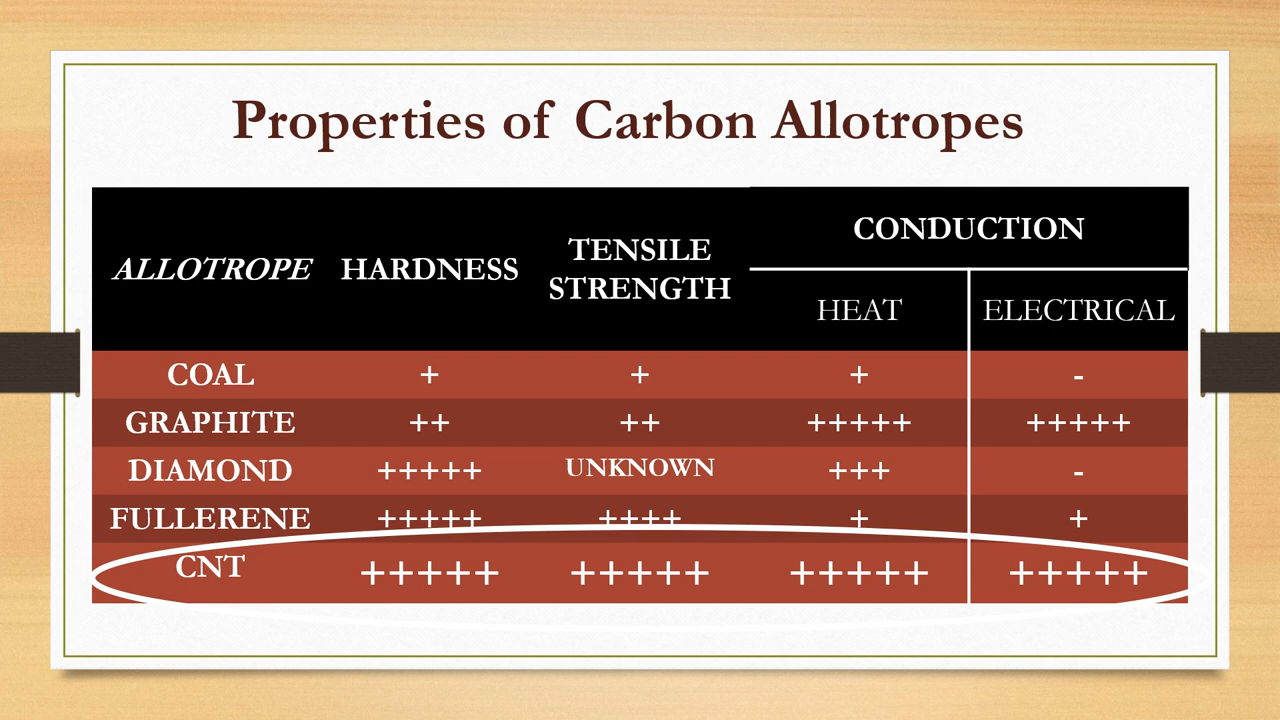 Properties of Carbon Allotropes
ALLOTROPE HARDNESS TENSILE STRENGTH CONDUCTION
HEAT ELECTRICAL
COAL + + + -
GRAPHITE ++ ++ +++++ +++++
DIAMOND +++++ UNKNOWN +++ -
FULLERENE +++++ ++++ + +
CNT +++++ +++++ +++++ +++++